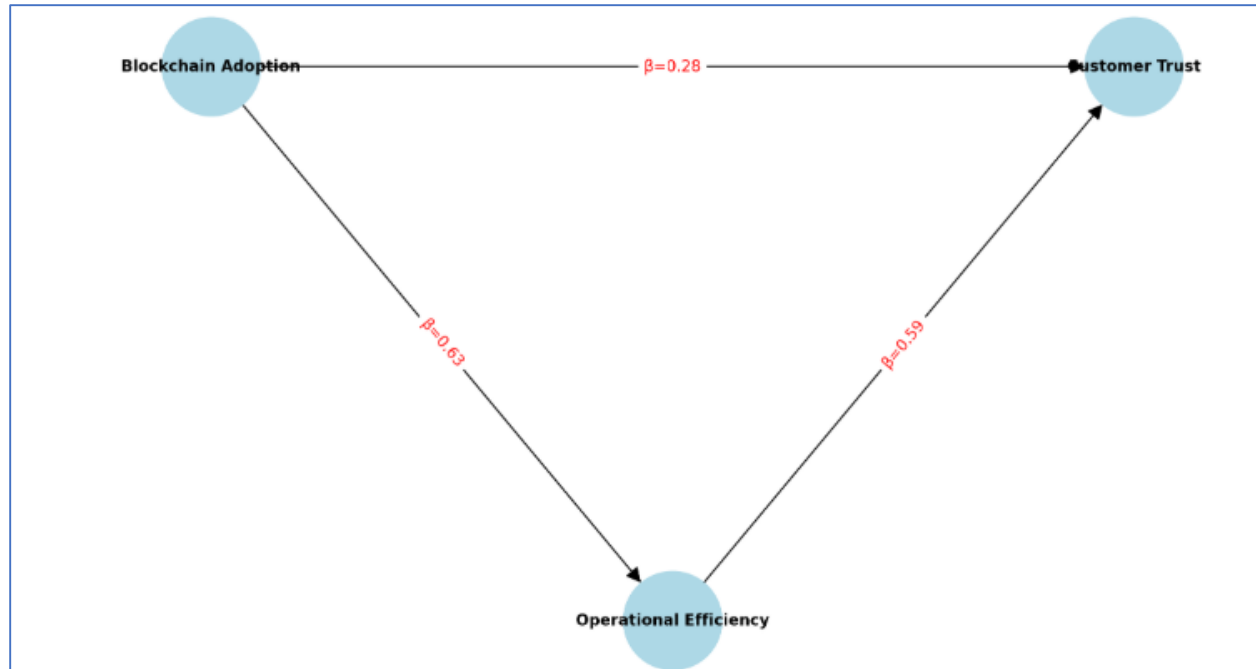 Blockchain Adoption
β=0.28
Customer Trust
β=0.63
β=0.59
Operational Efficiency